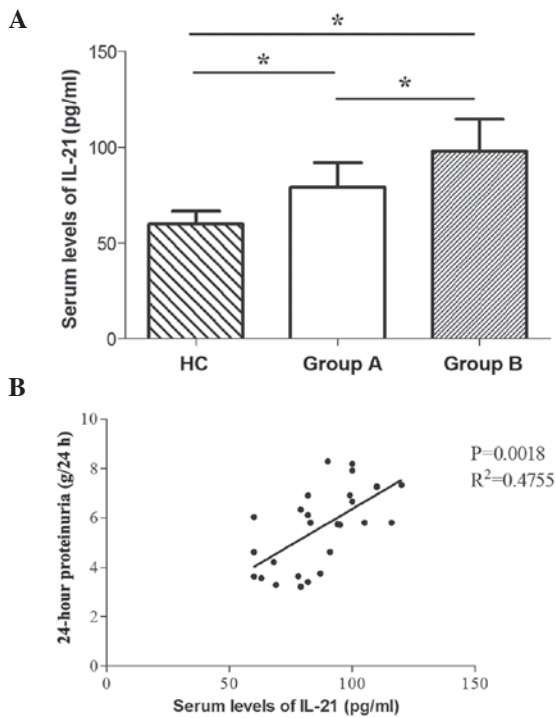 A
*
*
*
150
100
50
0
Serum levels of IL-21 (pg/ml)
HC Group A Group B
B
10
8
6
4
2
0
24-hour proteinuria (g/24 h)
P=0.0018
R²=0.4755
0 50 100 150
Serum levels of IL-21 (pg/ml)